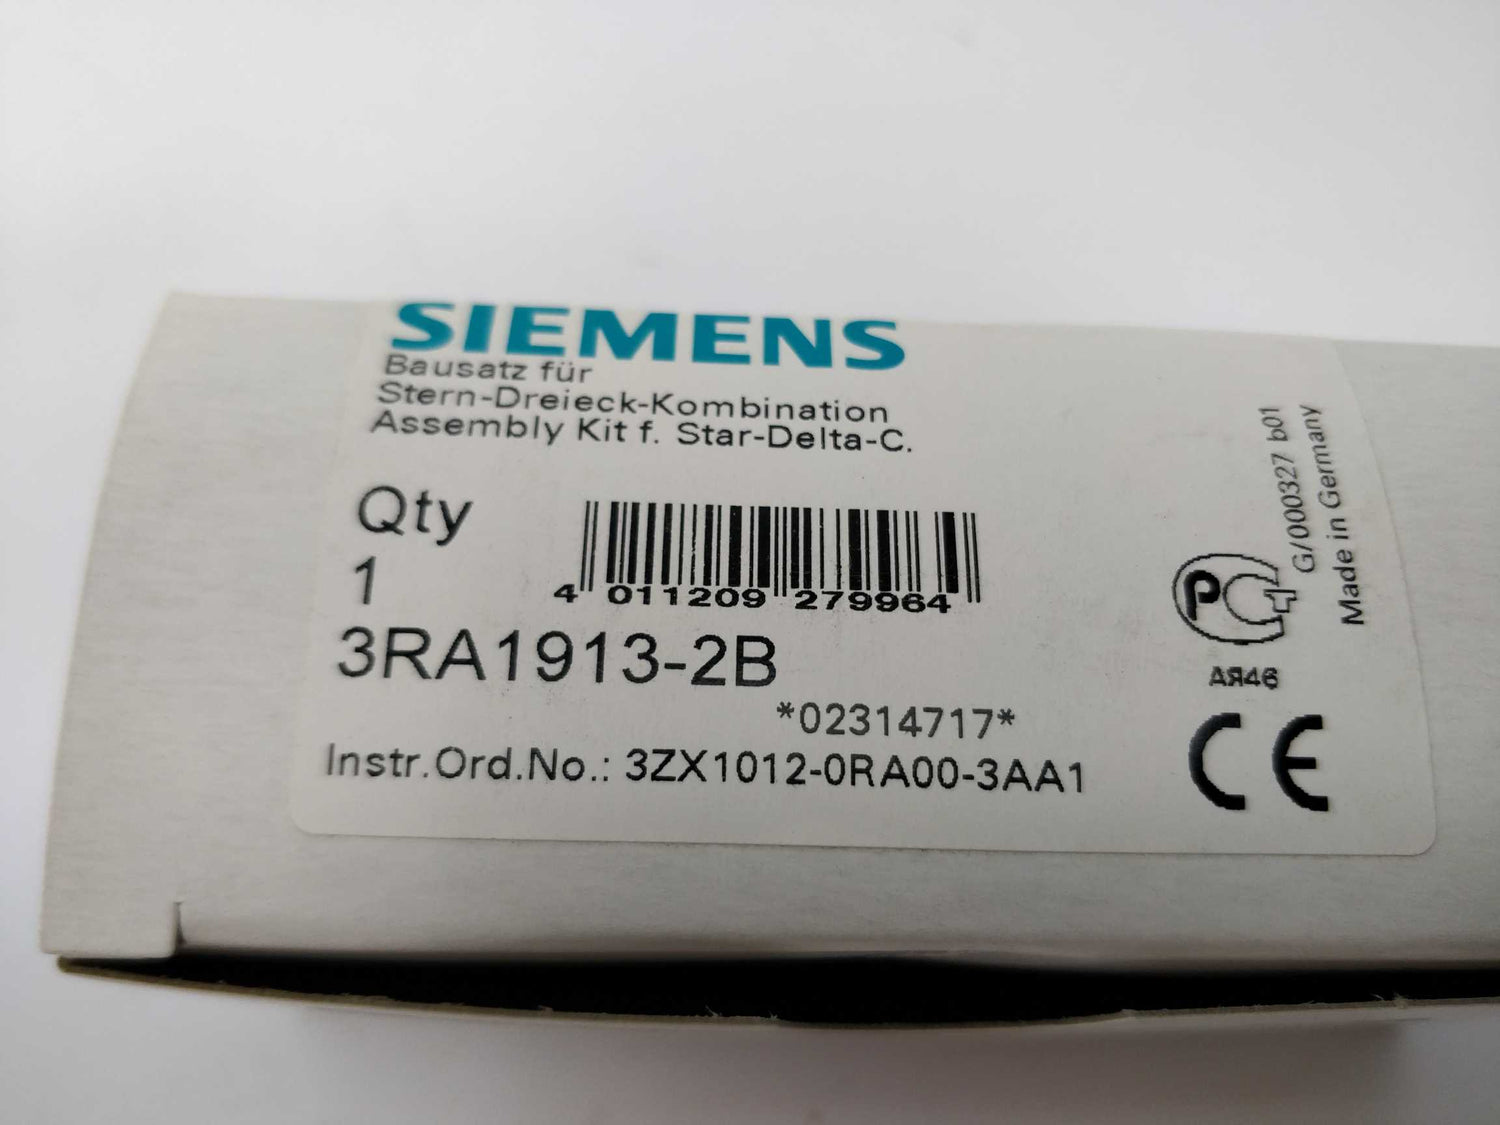 SIEMENS
Bausatz für
Stern-Dreieck-Kombination
Assembly Kit f. Star-Delta-C.
Qty
1
4 011209 279964
3RA1913-2B
*02314717*
Instr.Ord.No.: 3ZX1012-0RA00-3AA1
G/000327 b01
Made in Germany
РСТ
АЯ46
CE